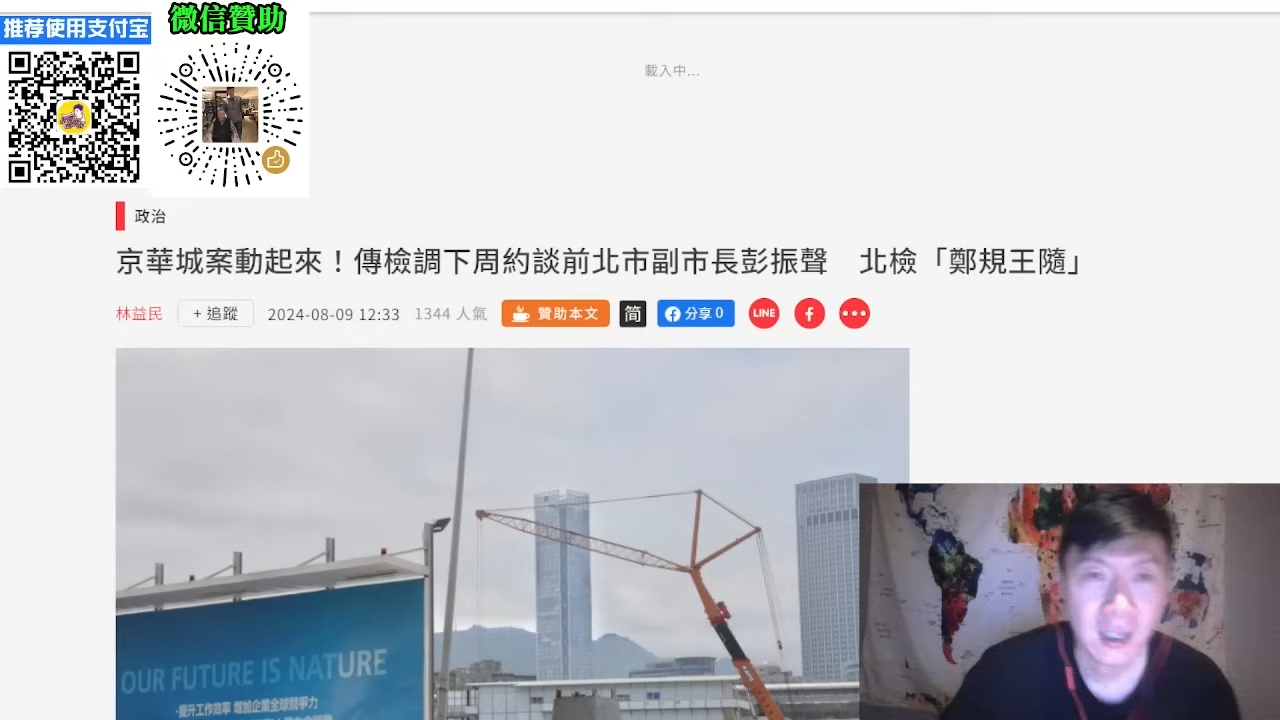 推荐使用支付宝
微信贊助
載入中...
政治
京華城案動起來！傳檢調下周約談前北市副市長彭振聲　北檢「鄭規王隨」
林益民 + 追蹤 2024-08-09 12:33 1344 人氣 贊助本文 简 分享 0 LINE
OUR FUTURE IS NATURE
·提升工作效率 增加企業全球競爭力